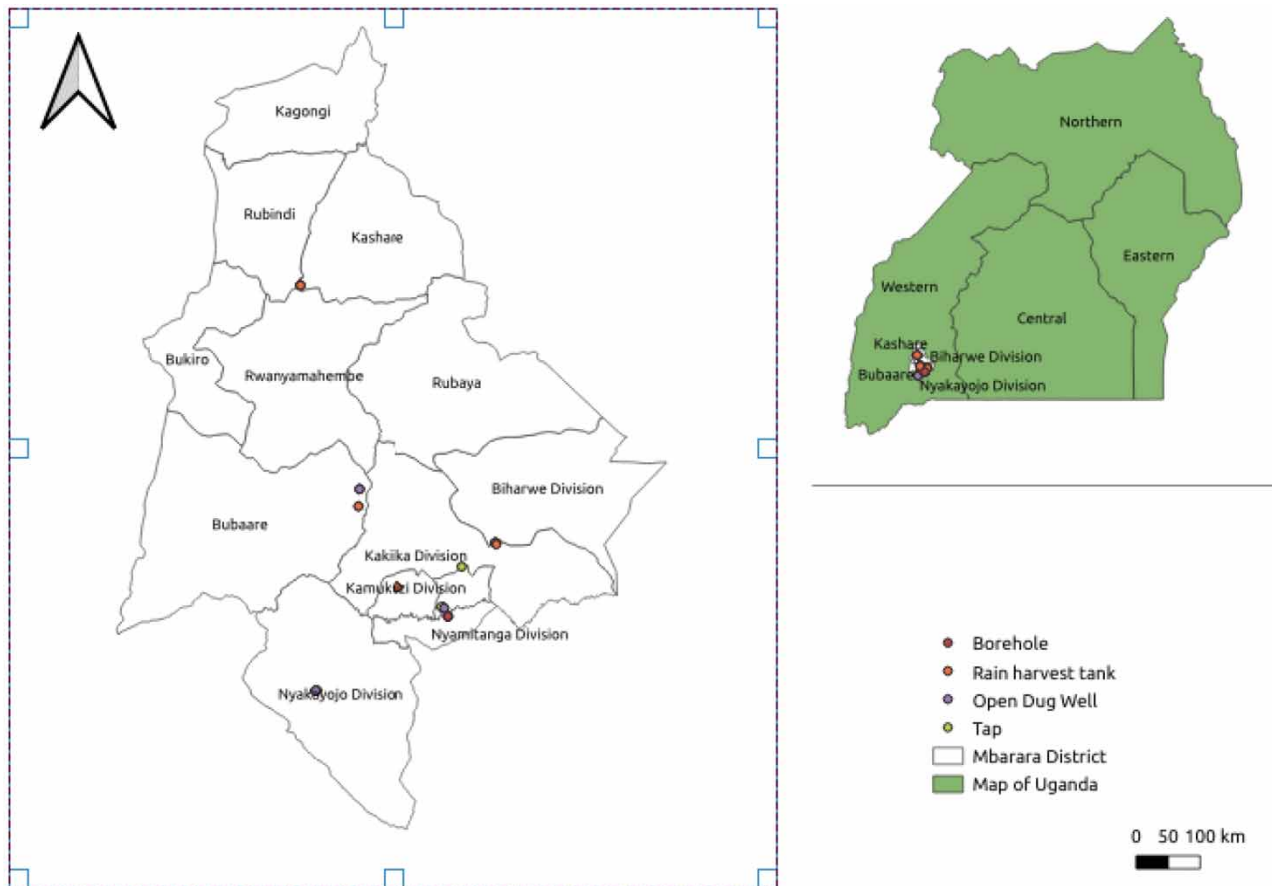 Kagongi
Rubindi
Kashare
Bukiro
Rwanyamahembe
Rubaya
Biharwe Division
Bubaare
Kakiika Division
Kamukuzi Division
Nyamitanga Division
Nyakayojo Division
Northern
Eastern
Western
Central
Kashare
Biharwe Division
Bubaare
Nyakayojo Division
Borehole
Rain harvest tank
Open Dug Well
Tap
Mbarara District
Map of Uganda
0 50 100 km